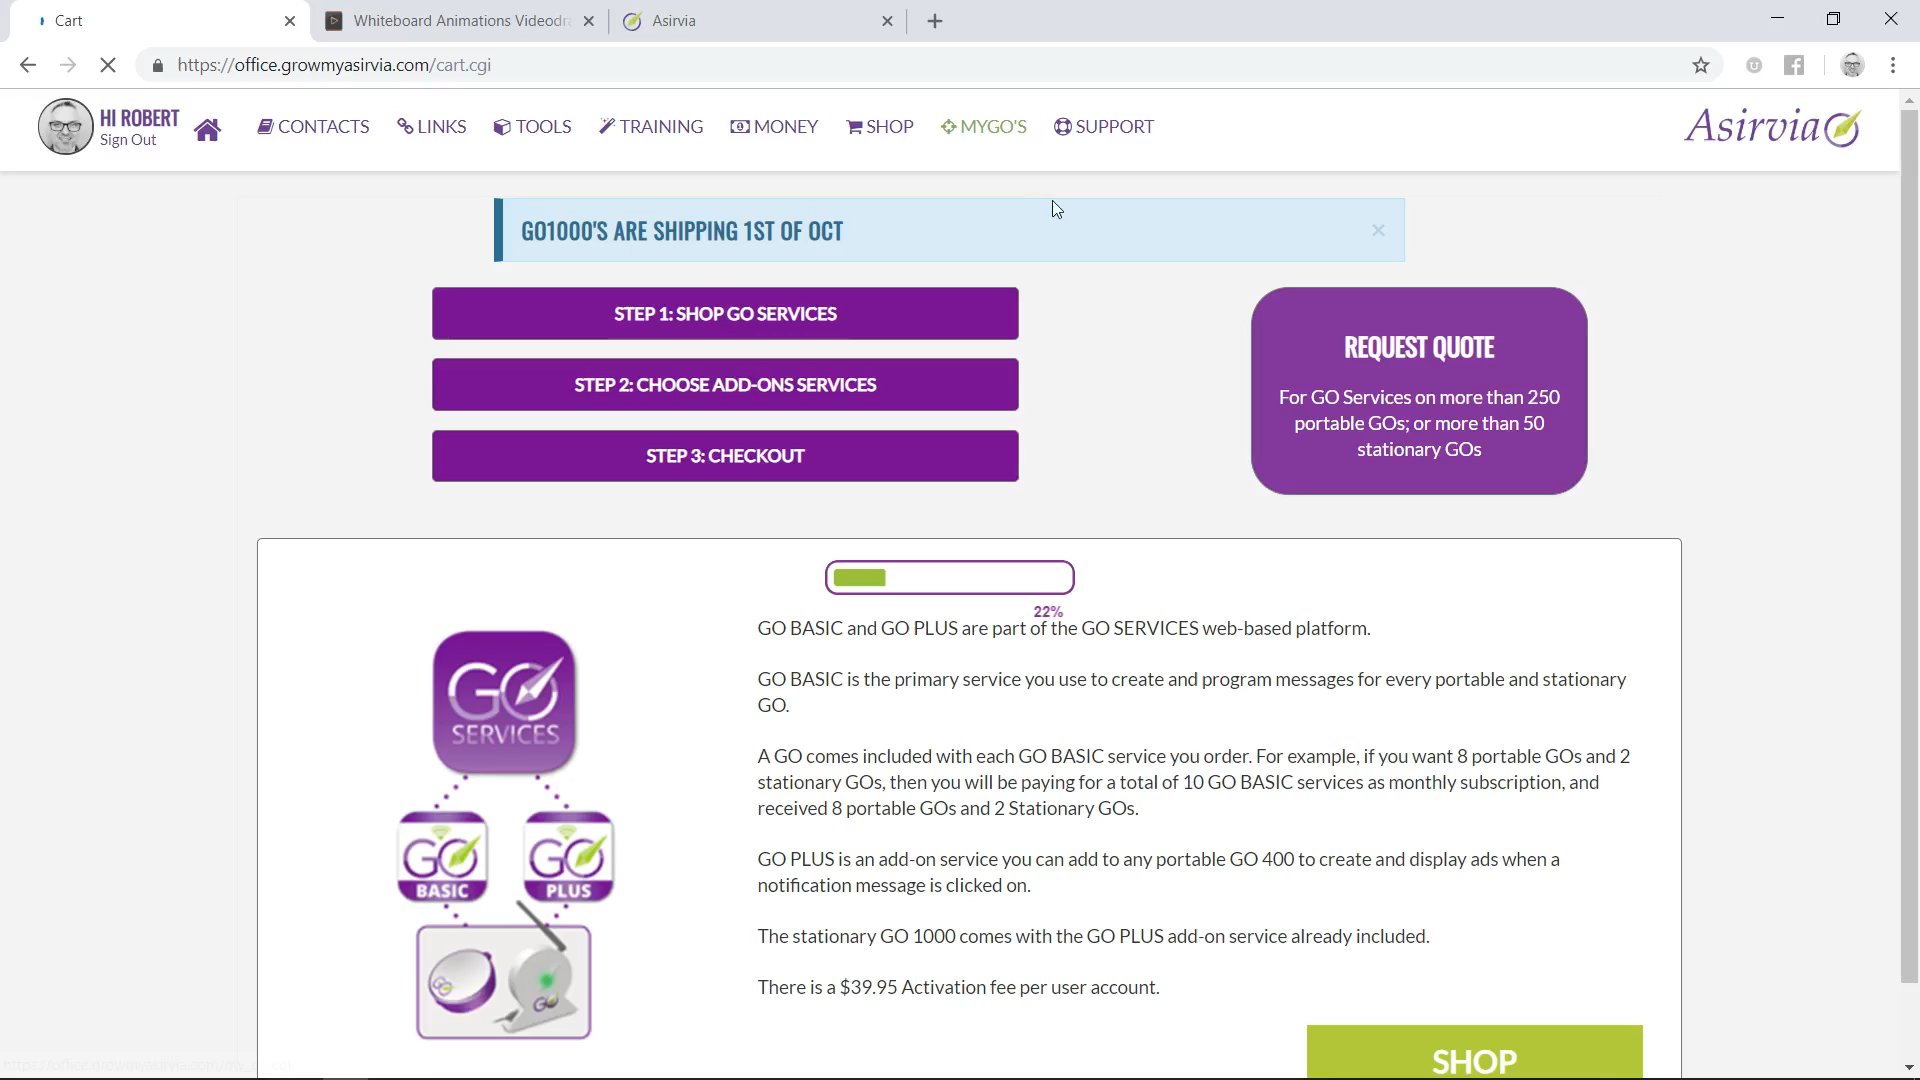 Cart
Whiteboard Animations Videodra
Asirvia
https://office.growmyasirvia.com/cart.cgi
HI ROBERT
Sign Out
CONTACTS
LINKS
TOOLS
TRAINING
MONEY
SHOP
MYGO'S
SUPPORT
Asirvia
GO1000'S ARE SHIPPING 1ST OF OCT
STEP 1: SHOP GO SERVICES
STEP 2: CHOOSE ADD-ONS SERVICES
STEP 3: CHECKOUT
REQUEST QUOTE
For GO Services on more than 250
portable GOs; or more than 50
stationary GOs
22%
GO BASIC and GO PLUS are part of the GO SERVICES web-based platform.
GO BASIC is the primary service you use to create and program messages for every portable and stationary
GO.
A GO comes included with each GO BASIC service you order. For example, if you want 8 portable GOs and 2
stationary GOs, then you will be paying for a total of 10 GO BASIC services as monthly subscription, and
received 8 portable GOs and 2 Stationary GOs.
GO PLUS is an add-on service you can add to any portable GO 400 to create and display ads when a
notification message is clicked on.
The stationary GO 1000 comes with the GO PLUS add-on service already included.
There is a $39.95 Activation fee per user account.
GO
SERVICES
GO
BASIC
GO
PLUS
GO
GO
SHOP